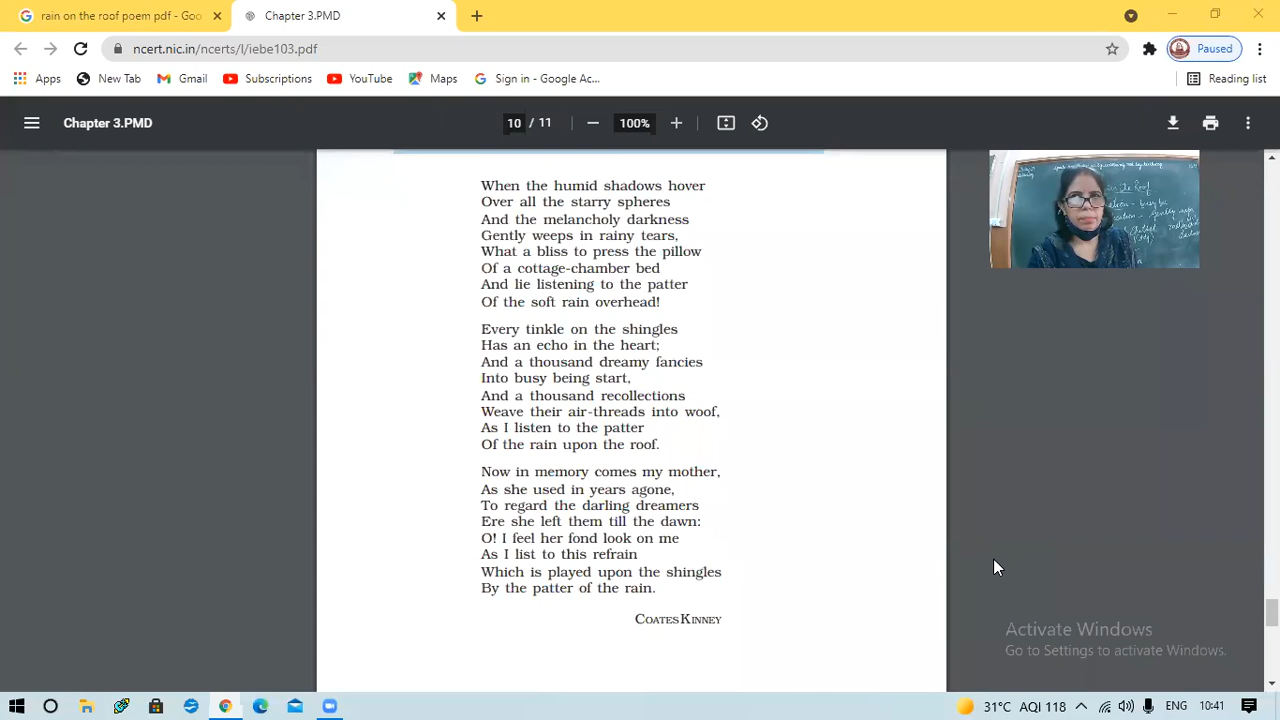 rain on the roof poem pdf - Goo
Chapter 3.PMD
ncert.nic.in/ncerts/l/iebe103.pdf
Paused
Apps
New Tab
Gmail
Subscriptions
YouTube
Maps
Sign in - Google Ac...
Reading list
Chapter 3.PMD
10 / 11
100%
When the humid shadows hover
Over all the starry spheres
And the melancholy darkness
Gently weeps in rainy tears,
What a bliss to press the pillow
Of a cottage-chamber bed
And lie listening to the patter
Of the soft rain overhead!
Every tinkle on the shingles
Has an echo in the heart;
And a thousand dreamy fancies
Into busy being start,
And a thousand recollections
Weave their air-threads into woof,
As I listen to the patter
Of the rain upon the roof.
Now in memory comes my mother,
As she used in years agone,
To regard the darling dreamers
Ere she left them till the dawn:
O! I feel her fond look on me
As I list to this refrain
Which is played upon the shingles
By the patter of the rain.
COATES KINNEY
the Roof
busy be
Gently weps
Activate Windows
Go to Settings to activate Windows.
31°C AQI 118
ENG
10:41